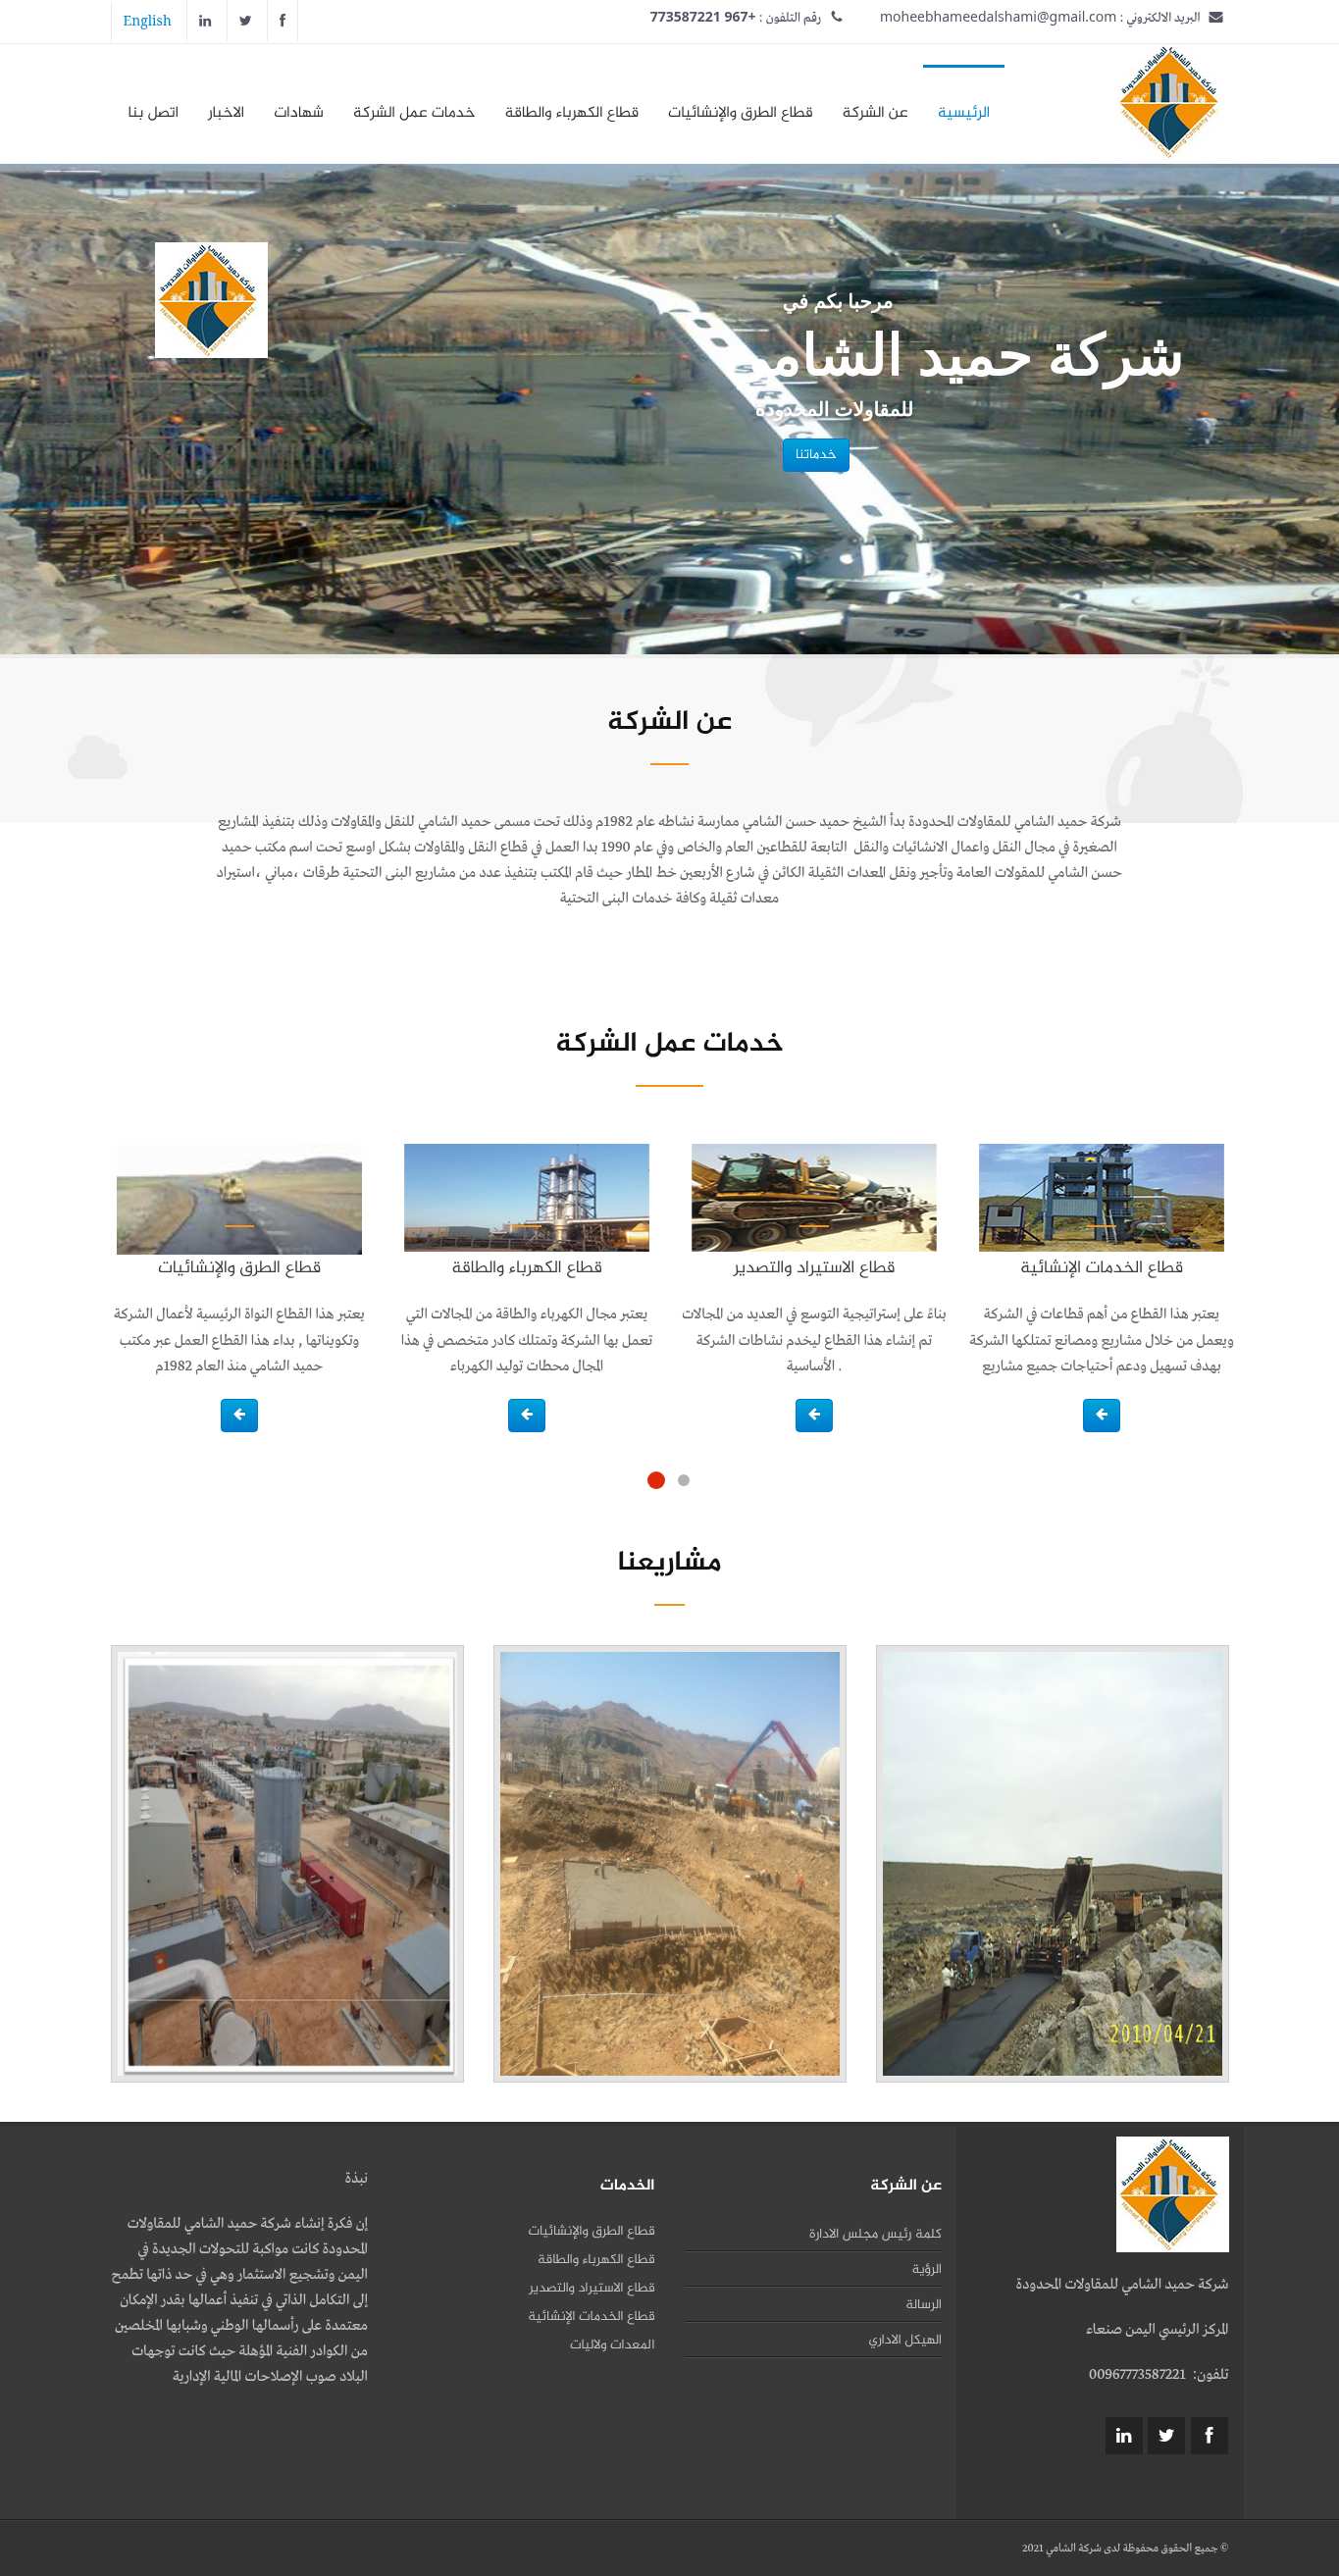 البريد الالكتروني : moheebhameedalshami@gmail.com
رقم التلفون : +967 773587221
English
الرئيسية
عن الشركة
قطاع الطرق والإنشائيات
قطاع الكهرباء والطاقة
خدمات عمل الشركة
شهادات
الاخبار
اتصل بنا
مرحبا بكم في
شركة حميد الشامي
للمقاولات المحدودة
خدماتنا
عن الشركة
شركة حميد الشامي للمقاولات المحدودة بدأ الشيخ حميد حسن الشامي ممارسة نشاطه عام 1982م وذلك تحت مسمى حميد الشامي للنقل والمقاولات وذلك بتنفيذ المشاريع
الصغيرة في مجال النقل واعمال الانشائيات والنقل التابعة للقطاعين العام والخاص وفي عام 1990 بدا العمل في قطاع النقل والمقاولات بشكل اوسع تحت اسم مكتب حميد
حسن الشامي للمقولات العامة وتأجير ونقل المعدات الثقيلة الكائن في شارع الأربعين خط المطار حيث قام المكتب بتنفيذ عدد من مشاريع البنى التحتية طرقات ،مباني ،استيراد
معدات ثقيلة وكافة خدمات البنى التحتية
خدمات عمل الشركة
قطاع الخدمات الإنشائية
يعتبر هذا القطاع من أهم قطاعات في الشركة
ويعمل من خلال مشاريع ومصانع تمتلكها الشركة
بهدف تسهيل ودعم أحتياجات جميع مشاريع
قطاع الاستيراد والتصدير
بناءً على إستراتيجية التوسع في العديد من المجالات
تم إنشاء هذا القطاع ليخدم نشاطات الشركة
الأساسية .
قطاع الكهرباء والطاقة
يعتبر مجال الكهرباء والطاقة من المجالات التي
تعمل بها الشركة وتمتلك كادر متخصص في هذا
المجال محطات توليد الكهرباء
قطاع الطرق والإنشائيات
يعتبر هذا القطاع النواة الرئيسية لأعمال الشركة
وتكويناتها , بداء هذا القطاع العمل عبر مكتب
حميد الشامي منذ العام 1982م
مشاريعنا
2010/04/21
شركة حميد الشامي للمقاولات المحدودة
المركز الرئيسي اليمن صنعاء
تلفون: 00967773587221
عن الشركة
كلمة رئيس مجلس الادارة
الرؤية
الرسالة
الهيكل الاداري
الخدمات
قطاع الطرق والإنشائيات
قطاع الكهرباء والطاقة
قطاع الاستيراد والتصدير
قطاع الخدمات الإنشائية
المعدات ولاليات
نبذة
إن فكرة إنشاء شركة حميد الشامي للمقاولات
المحدودة كانت مواكبة للتحولات الجديدة في
اليمن وتشجيع الاستثمار وهي في حد ذاتها تطمح
إلى التكامل الذاتي في تنفيذ أعمالها بقدر الإمكان
معتمدة على رأسمالها الوطني وشبابها المخلصين
من الكوادر الفنية المؤهلة حيث كانت توجهات
البلاد صوب الإصلاحات المالية الإدارية
© جميع الحقوق محفوظة لدى شركة الشامي 2021